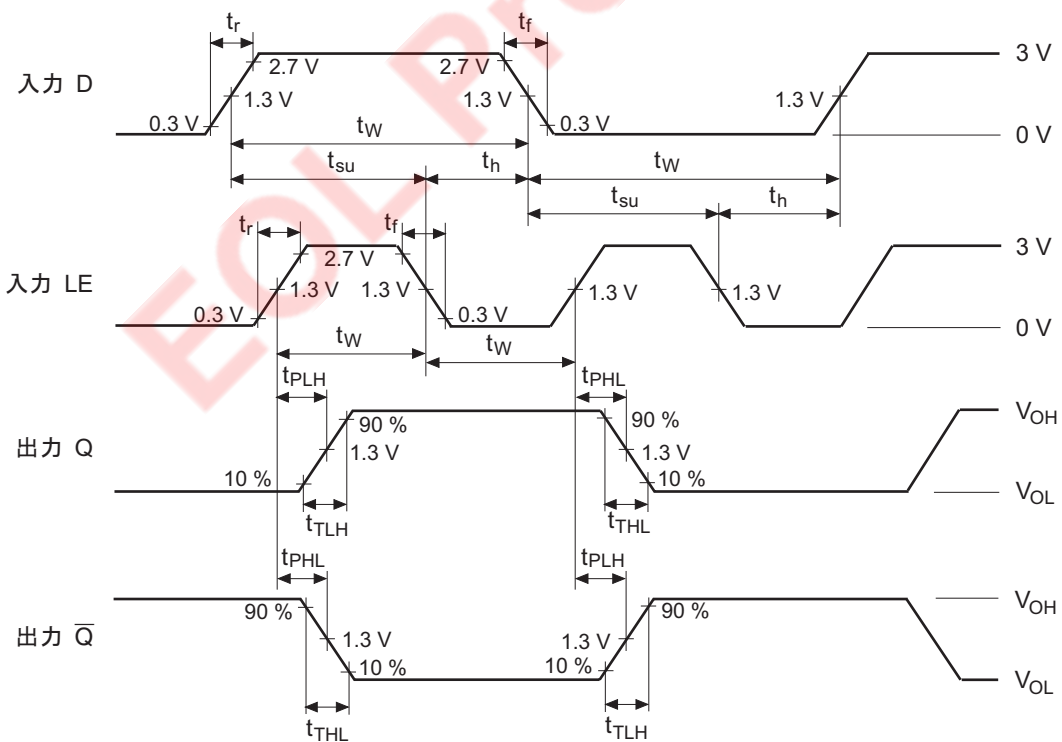 tr tf
入力 D 2.7 V 2.7 V 3 V
1.3 V 1.3 V 1.3 V
0.3 V 0.3 V 0 V
tW
tsu th tW
tsu th
tr tf
入力 LE 2.7 V 3 V
1.3 V 1.3 V 1.3 V 1.3 V
0.3 V 0.3 V 0 V
tW tW
tPLH tPHL
出力 Q 90 % 90 % VOH
1.3 V 1.3 V
10 % 10 % VOL
tTLH tTHL
tPHL tPLH
出力 Q̅ 90 % 90 % VOH
1.3 V 1.3 V
10 % 10 % VOL
tTHL tTLH
EOL Pr